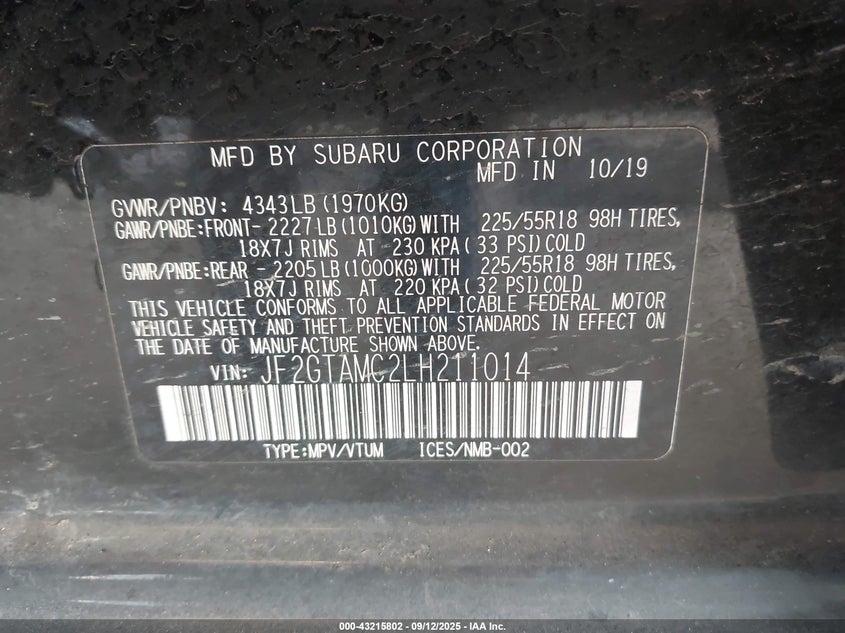 MFD BY SUBARU CORPORATION
MFD IN 10/19
GVWR/PNBV: 4343LB (1970KG)
GAWR/PNBE:FRONT- 2227LB (1010KG) WITH 225/55R18 98H TIRES,
18X7J RIMS AT 230 KPA ( 33 PSI) COLD
GAWR/PNBE:REAR - 2205LB (1000KG) WITH 225/55R18 98H TIRES,
18X7J RIMS AT 220 KPA ( 32 PSI) COLD
THIS VEHICLE CONFORMS TO ALL APPLICABLE FEDERAL MOTOR
VEHICLE SAFETY AND THEFT PREVENTION STANDARDS IN EFFECT ON
THE DATE OF MANUFACTURE SHOWN ABOVE.
VIN: JF2GTAMC2LH211014
TYPE:MPV/VTUM ICES/NMB-002
000-43215802 - 09/12/2025 - IAA Inc.